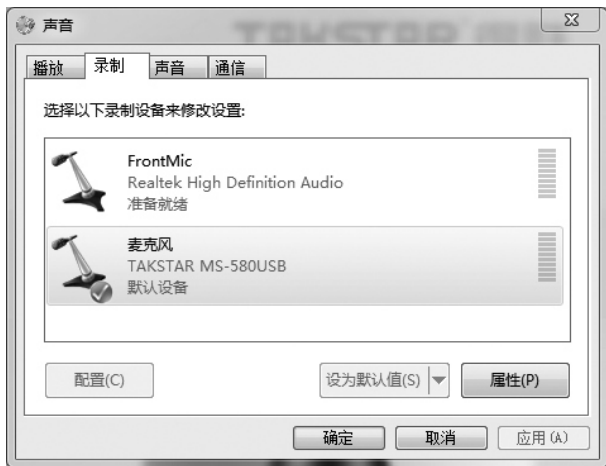 声音
播放 录制 声音 通信
选择以下录制设备来修改设置:
FrontMic
Realtek High Definition Audio
准备就绪
麦克风
TAKSTAR MS-580USB
默认设备
配置(C) 设为默认值(S) 属性(P)
确定 取消 应用(A)